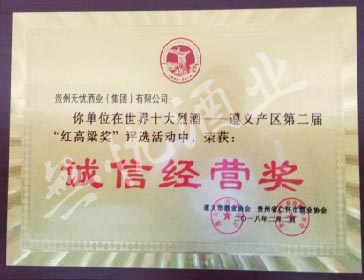 贵州无忧酒业（集团）有限公司：
你单位在世界十大烈酒——遵义产区第二届
“红高粱奖”评选活动中，荣获：
诚信经营奖
遵义市酒业协会 贵州省仁怀市酒业协会
二〇一八年二月二日